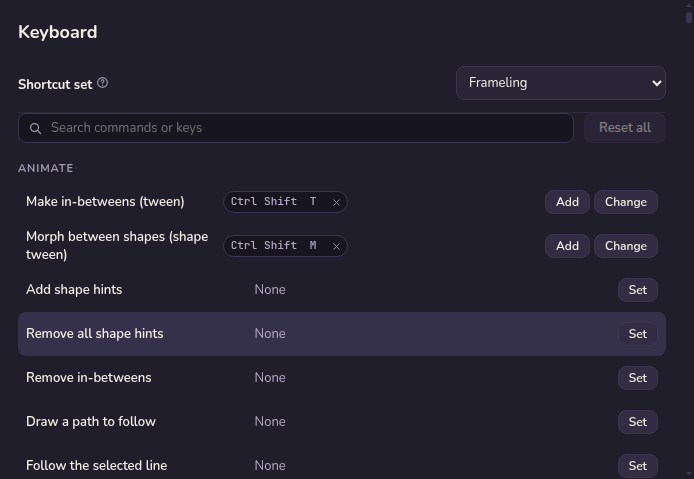 Keyboard
Shortcut set
Frameling
Search commands or keys
Reset all
ANIMATE
Make in-betweens (tween) Ctrl Shift T × Add Change
Morph between shapes (shape
tween) Ctrl Shift M × Add Change
Add shape hints None Set
Remove all shape hints None Set
Remove in-betweens None Set
Draw a path to follow None Set
Follow the selected line None Set